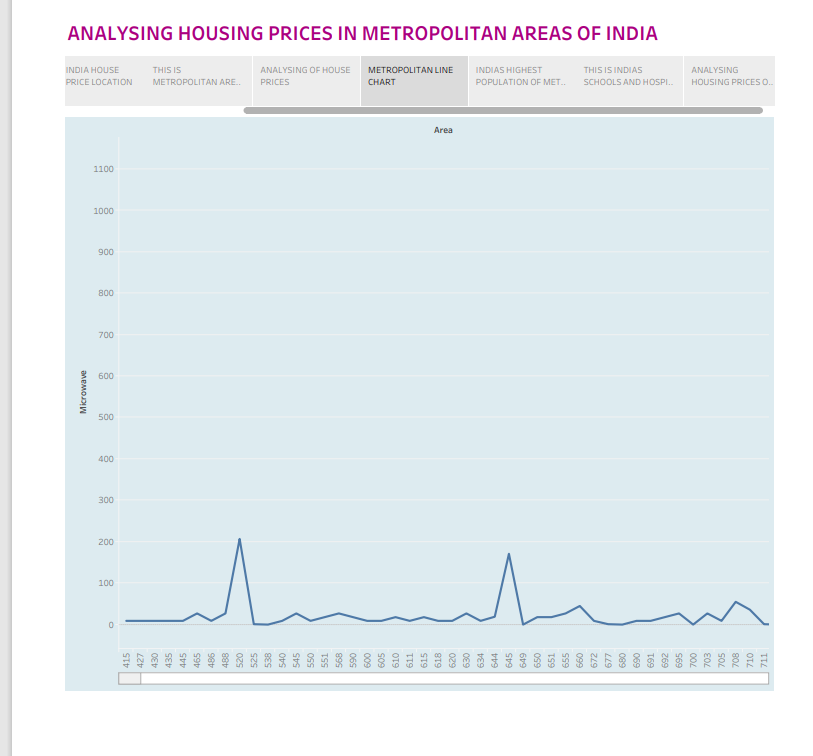 ANALYSING HOUSING PRICES IN METROPOLITAN AREAS OF INDIA
INDIA HOUSE
PRICE LOCATION
THIS IS
METROPOLITAN ARE..
ANALYSING OF HOUSE
PRICES
METROPOLITAN LINE
CHART
INDIAS HIGHEST
POPULATION OF MET..
THIS IS INDIAS
SCHOOLS AND HOSPI..
ANALYSING
HOUSING PRICES O..
Area
1100
1000
900
800
700
600
500
400
300
200
100
0
Microwave
415 427 430 435 445 465 486 488 520 525 538 540 545 550 551 568 590 600 605 610 611 615 618 620 630 634 644 645 649 650 651 655 660 672 677 680 690 691 692 695 700 703 705 708 710 711